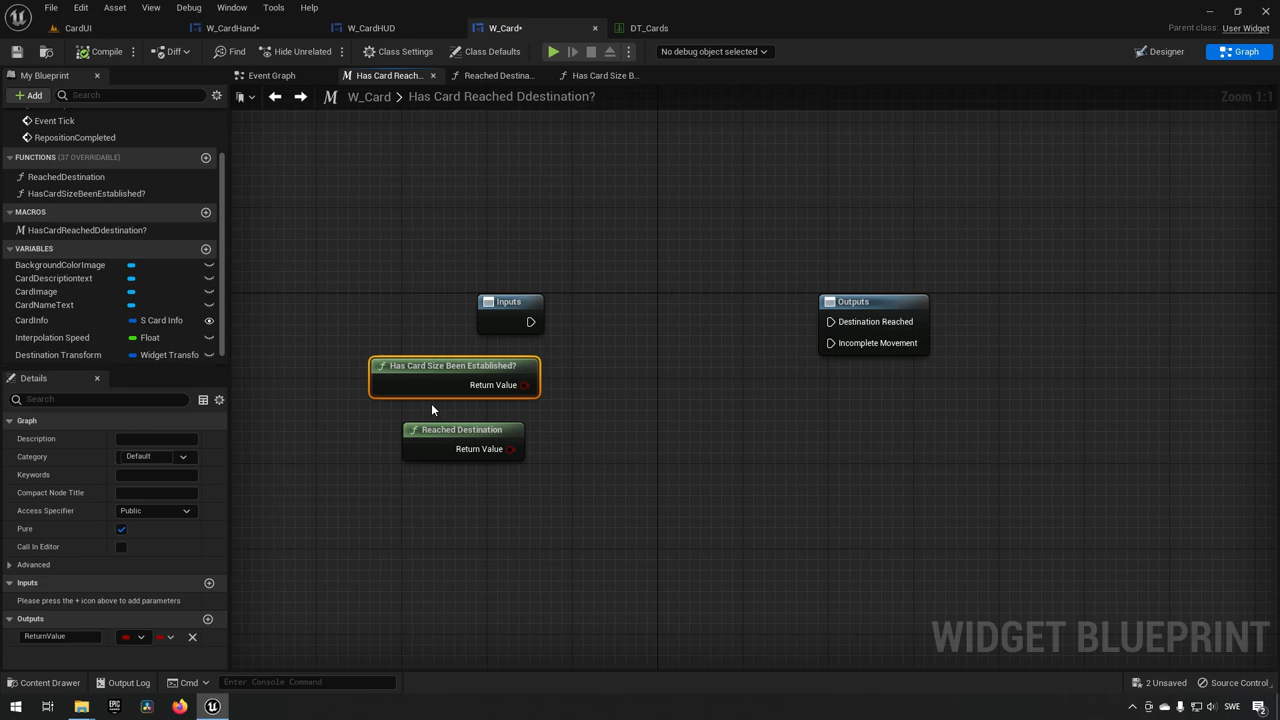 File Edit Asset View Debug Window Tools Help
Parent class: User Widget
CardUI
W_CardHand*
W_CardHUD
W_Card*
DT_Cards
Compile
Diff
Find
Hide Unrelated
Class Settings
Class Defaults
No debug object selected
Designer
Graph
My Blueprint
Event Graph
Has Card Reach...
Reached Destina...
Has Card Size B...
Add
Search
W_Card > Has Card Reached Ddestination?
Zoom 1:1
Event Tick
RepositionCompleted
FUNCTIONS (37 OVERRIDABLE)
ReachedDestination
HasCardSizeBeenEstablished?
MACROS
HasCardReachedDdestination?
VARIABLES
BackgroundColorImage
CardDescriptiontext
CardImage
CardNameText
CardInfo S Card Info
Interpolation Speed Float
Destination Transform Widget Transfo
Inputs
Outputs
Destination Reached
Incomplete Movement
Has Card Size Been Established?
Return Value
Reached Destination
Return Value
Details
Search
Graph
Description
Category Default
Keywords
Compact Node Title
Access Specifier Public
Pure
Call In Editor
Advanced
Inputs
Please press the + icon above to add parameters
Outputs
ReturnValue
WIDGET BLUEPRINT
Content Drawer
Output Log
Cmd
Enter Console Command
2 Unsaved
Source Control
SWE
2